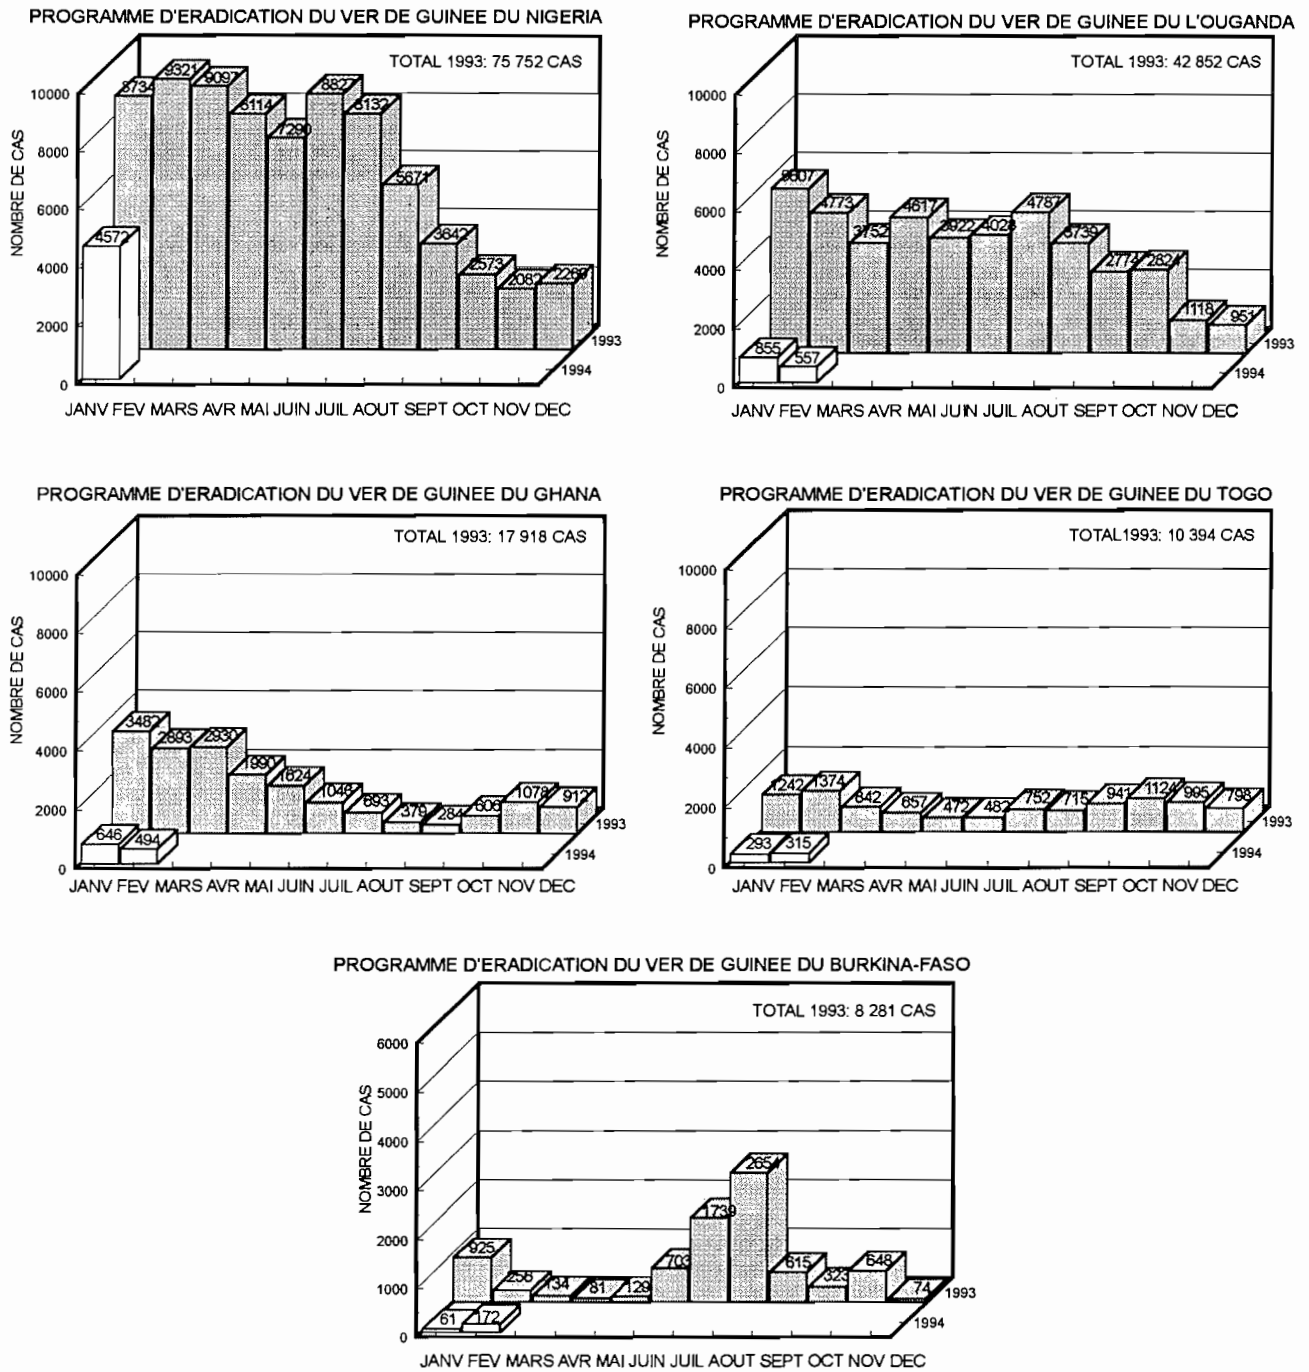 PROGRAMME D'ERADICATION DU VER DE GUINEE DU NIGERIA
TOTAL 1993: 75 752 CAS
NOMBRE DE CAS
10000
8000
6000
4000
2000
0
8734 9321 9097 8114 7290 8827 8132 5671 3642 2573 2082 2269
4572
1993
1994
JANV FEV MARS AVR MAI JUIN JUIL AOUT SEPT OCT NOV DEC
PROGRAMME D'ERADICATION DU VER DE GUINEE DU L'OUGANDA
TOTAL 1993: 42 852 CAS
NOMBRE DE CAS
10000
8000
6000
4000
2000
0
4773 3752 4617 3922 4028 4787 3739 2774 2824 1118 951
855 557
1993
1994
JANV FEV MARS AVR MAI JUIN JUIL AOUT SEPT OCT NOV DEC
PROGRAMME D'ERADICATION DU VER DE GUINEE DU GHANA
TOTAL 1993: 17 918 CAS
NOMBRE DE CAS
10000
8000
6000
4000
2000
0
3482 2893 2930 1990 1624 693 379 284 606 1078 912
646 494
1993
1994
JANV FEV MARS AVR MAI JUIN JUIL AOUT SEPT OCT NOV DEC
PROGRAMME D'ERADICATION DU VER DE GUINEE DU TOGO
TOTAL1993: 10 394 CAS
NOMBRE DE CAS
10000
8000
6000
4000
2000
0
1242 1374 842 657 472 482 752 715 941 1124 995 798
293 315
1993
1994
JANV FEV MARS AVR MAI JUIN JUIL AOUT SEPT OCT NOV DEC
PROGRAMME D'ERADICATION DU VER DE GUINEE DU BURKINA-FASO
TOTAL 1993: 8 281 CAS
NOMBRE DE CAS
6000
5000
4000
3000
2000
1000
0
925 256 134 81 129 703 1739 2654 615 323 648 74
61 172
1993
1994
JANV FEV MARS AVR MAI JUIN JUIL AOUT SEPT OCT NOV DEC